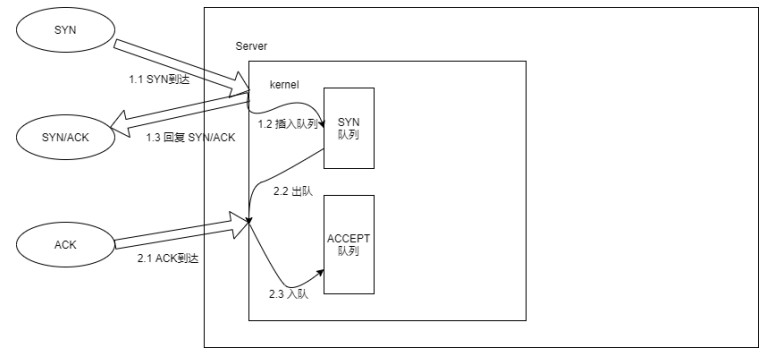 SYN
Server
1.1 SYN到达
kernel
SYN/ACK
1.3 回复 SYN/ACK
1.2 插入队列
SYN
队列
2.2 出队
ACK
2.1 ACK到达
ACCEPT
队列
2.3 入队